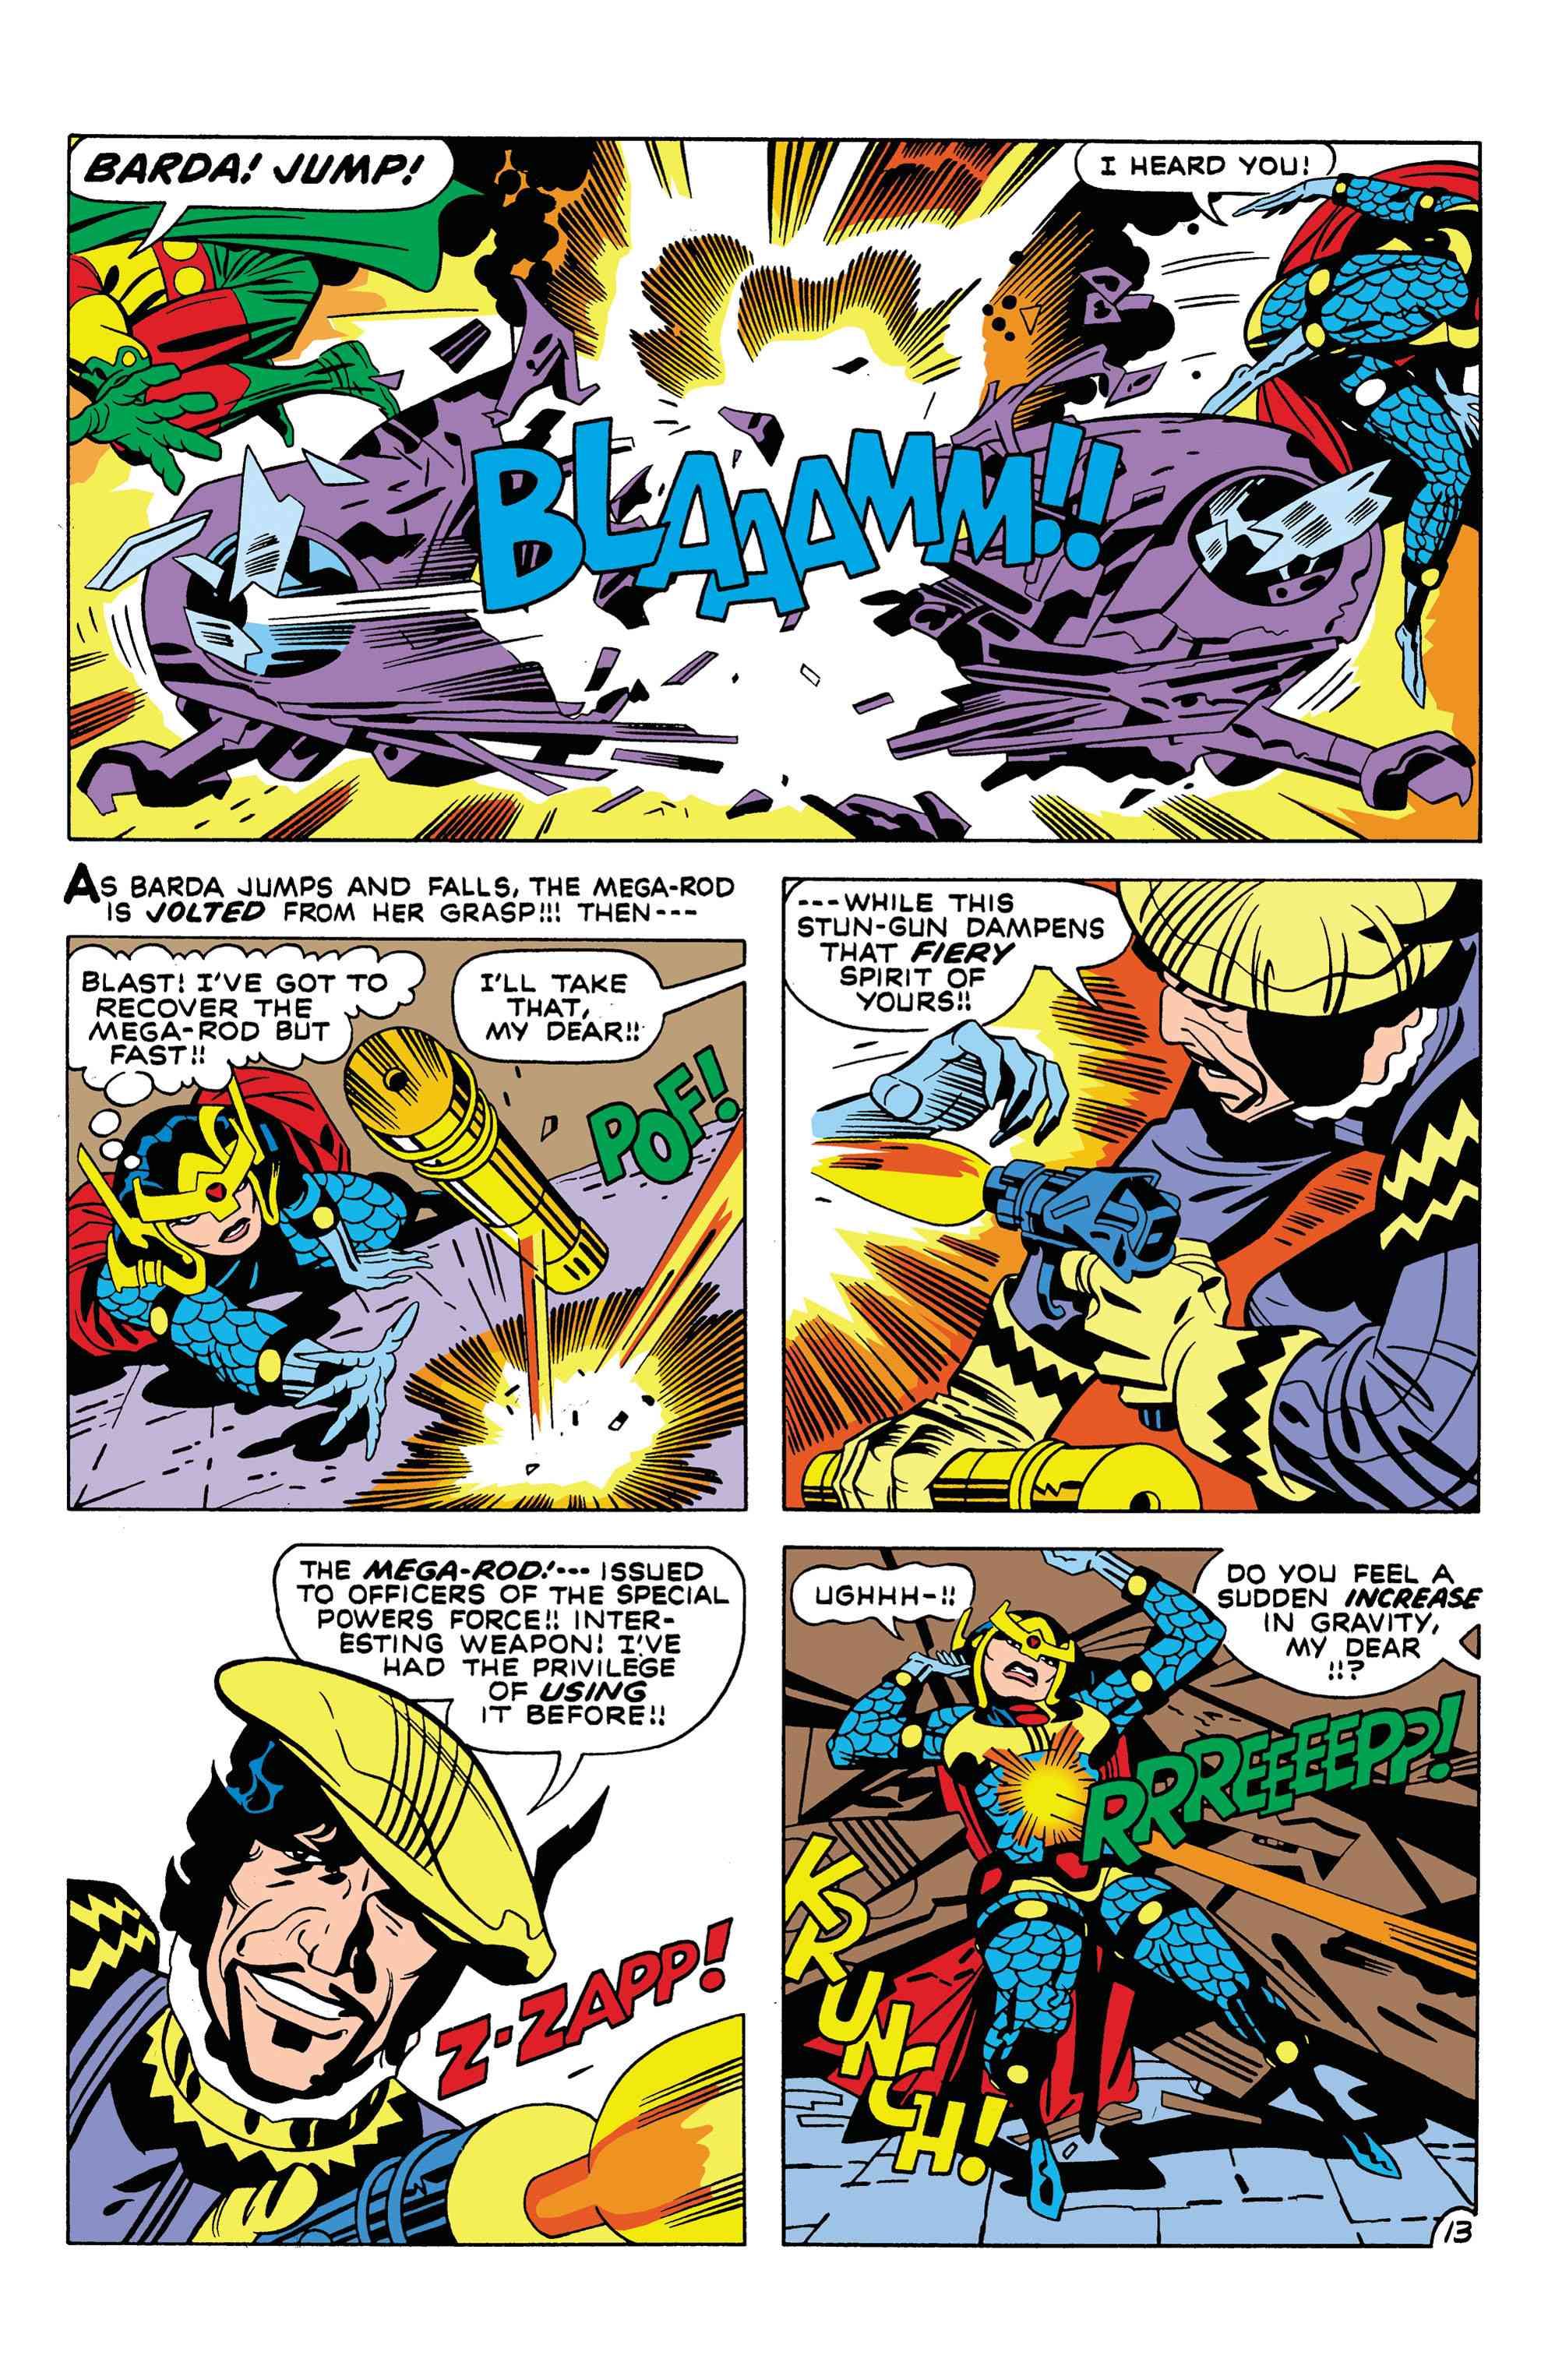 BARDA! JUMP!
I HEARD YOU!
BLAAAAMM!!
AS BARDA JUMPS AND FALLS, THE MEGA-ROD
IS JOLTED FROM HER GRASP!!! THEN---
BLAST! I'VE GOT TO
RECOVER THE
MEGA-ROD BUT
FAST!!
I'LL TAKE
THAT,
MY DEAR!!
POF!
---WHILE THIS
STUN-GUN DAMPENS
THAT FIERY
SPIRIT OF
YOURS!!
THE MEGA-ROD!--- ISSUED
TO OFFICERS OF THE SPECIAL
POWERS FORCE!! INTER-
ESTING WEAPON! I'VE
HAD THE PRIVILEGE
OF USING
IT BEFORE!!
Z-ZAPP!
UGHHH-!!
DO YOU FEEL A
SUDDEN INCREASE
IN GRAVITY,
MY DEAR
!!?
RRREEEEPP!
KRUNCH!
13